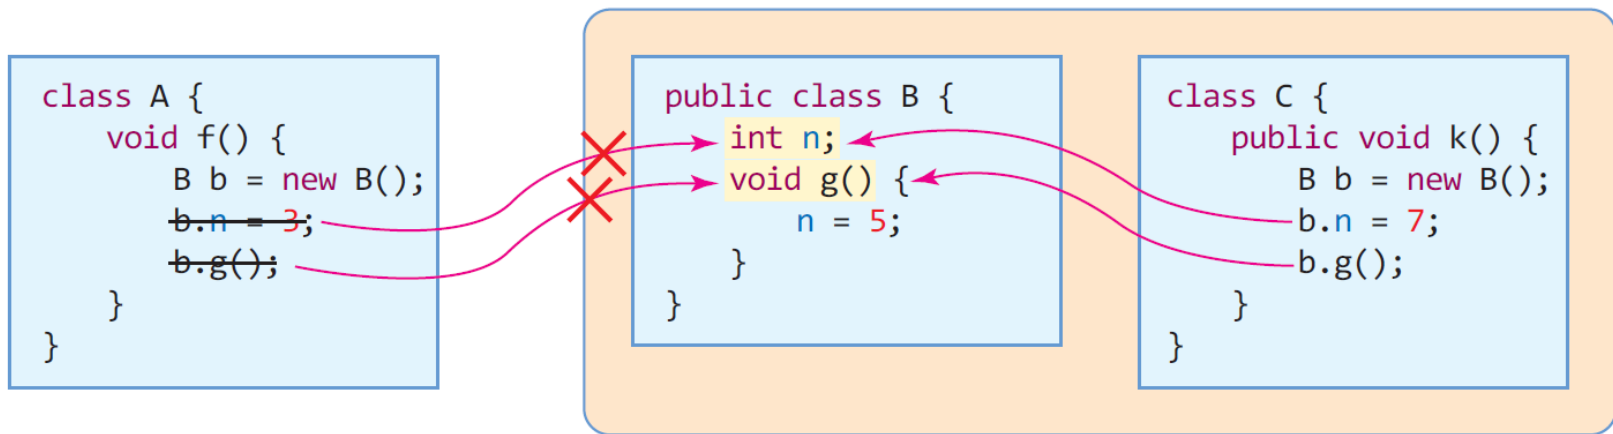 class A {
void f() {
B b = new B();
b.n = 3;
b.g();
}
}
public class B {
int n;
void g() {
n = 5;
}
}
class C {
public void k() {
B b = new B();
b.n = 7;
b.g();
}
}